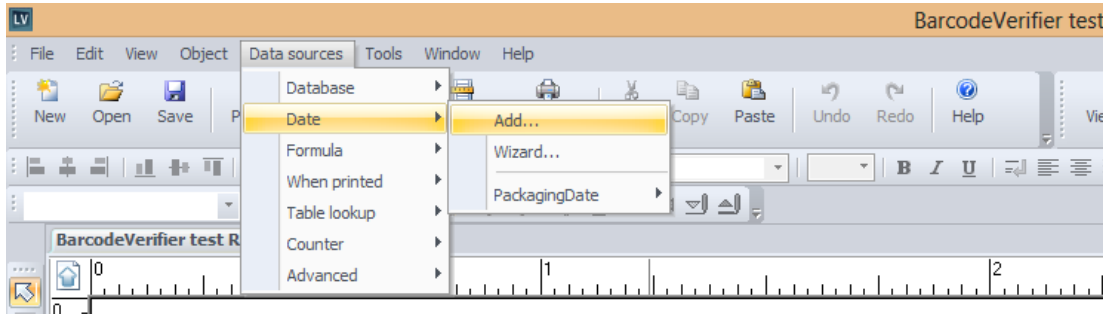 LV
BarcodeVerifier test
File Edit View Object Data sources Tools Window Help
New Open Save P Copy Paste Undo Redo Help Vie
Database
Date
Formula
When printed
Table lookup
Counter
Advanced
Add...
Wizard...
PackagingDate
B I U
BarcodeVerifier test R
0 1 2
0